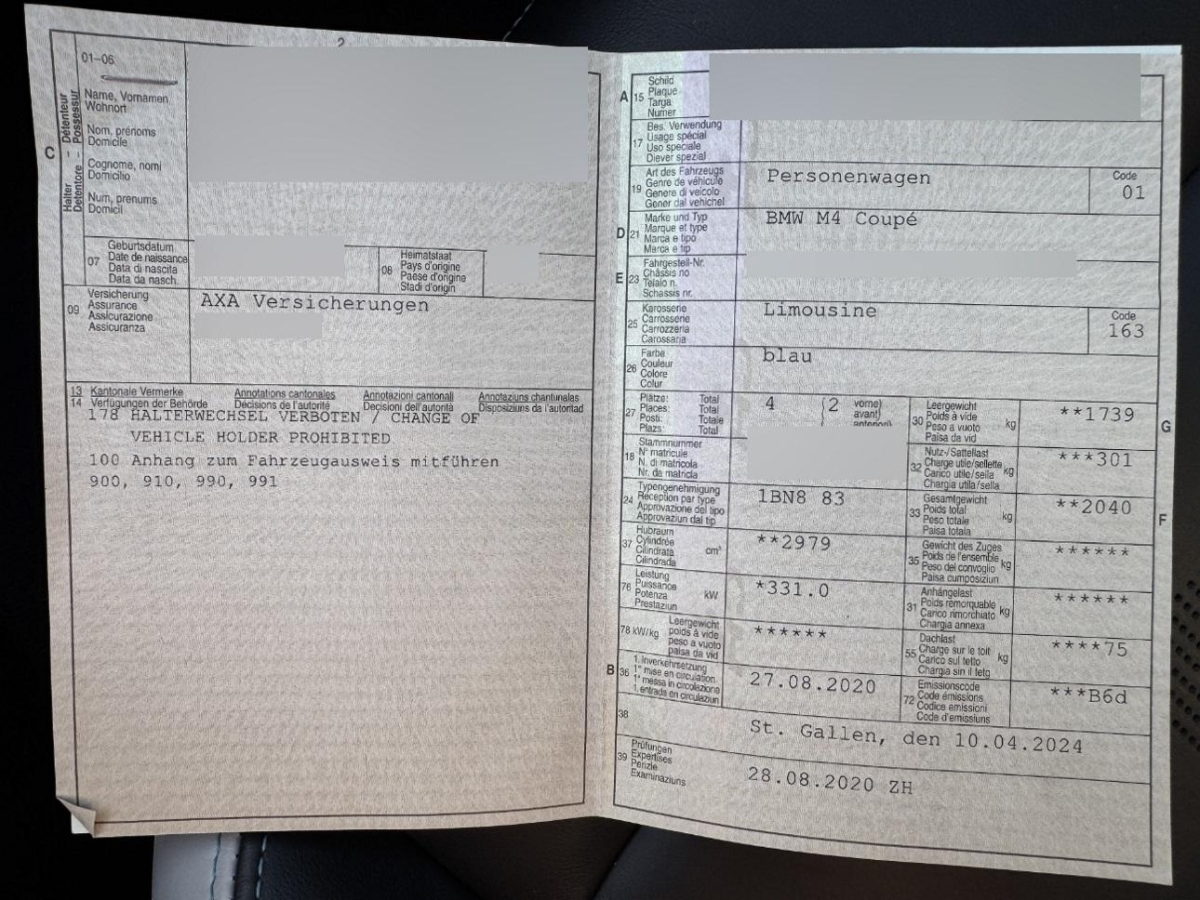 2
01–06
C
Halter – Détenteur
Detentore – Possessur
Name, Vornamen
Wohnort
Nom, prénoms
Domicile
Cognome, nomi
Domicilio
Num, prenums
Domicil
07
Geburtsdatum
Date de naissance
Data di nascita
Data da nasch.
08
Heimatstaat
Pays d'origine
Paese d'origine
Stadi d'origin
09
Versicherung
Assurance
Assicurazione
Assicuranza
AXA Versicherungen
13 Kantonale Vermerke Annotations cantonales Annotazioni cantonali Annotaziuns chantunalas
14 Verfügungen der Behörde Décisions de l'autorité Decisioni dell'autorità Disposiziuns da l'autoritad
178 HALTERWECHSEL VERBOTEN / CHANGE OF
VEHICLE HOLDER PROHIBITED
100 Anhang zum Fahrzeugausweis mitführen
900, 910, 990, 991
A 15
Schild
Plaque
Targa
Numer
17
Bes. Verwendung
Usage spécial
Uso speciale
Diever spezial
19
Art des Fahrzeugs
Genre de véhicule
Genere di veicolo
Gener dal vehichel
Personenwagen
Code
01
D 21
Marke und Typ
Marque et type
Marca e tipo
Marca e tip
BMW M4 Coupé
E 23
Fahrgestell-Nr.
Châssis no
Telaio n.
Schassis nr.
25
Karosserie
Carrosserie
Carrozzeria
Carossaria
Limousine
Code
163
26
Farbe
Couleur
Colore
Colur
blau
27
Plätze: Total
Places: Total
Posti: Totale
Plazs: Total
4 (2 vorne)
avant)
anteriori)
30
Leergewicht
Poids à vide
Peso a vuoto
Paisa da vid
kg
**1739
G
18
Stammnummer
N° matricule
N. di matricola
Nr. da matricla
32
Nutz-/Sattellast
Charge utile/sellette
Carico utile/sella
Chargia utila/sella
kg
***301
24
Typengenehmigung
Réception par type
Approvazione del tipo
Approvaziun dal tip
1BN8 83
33
Gesamtgewicht
Poids total
Peso totale
Paisa totala
kg
**2040
F
37
Hubraum
Cylindrée
Cilindrata
Cilindrada
cm³
**2979
35
Gewicht des Zuges
Poids de l'ensemble
Peso del convoglio
Paisa cumposiziun
kg
******
76
Leistung
Puissance
Potenza
Prestaziun
kW
*331.0
31
Anhängelast
Poids remorquable
Carico rimorchiato
Chargia annexa
kg
******
78 kW/kg
Leergewicht
poids à vide
peso a vuoto
paisa da vid
******
55
Dachlast
Charge sur le toit
Carico sul tetto
Chargia sin il tetg
kg
****75
B 36
1. Inverkehrsetzung
1re mise en circulation
1a messa in circolazione
1. entrada en circulaziun
27.08.2020
72
Emissionscode
Code émissions
Codice emissioni
Code d'emissiuns
***B6d
38
St. Gallen, den 10.04.2024
39
Prüfungen
Expertises
Perizie
Examinaziuns
28.08.2020 ZH